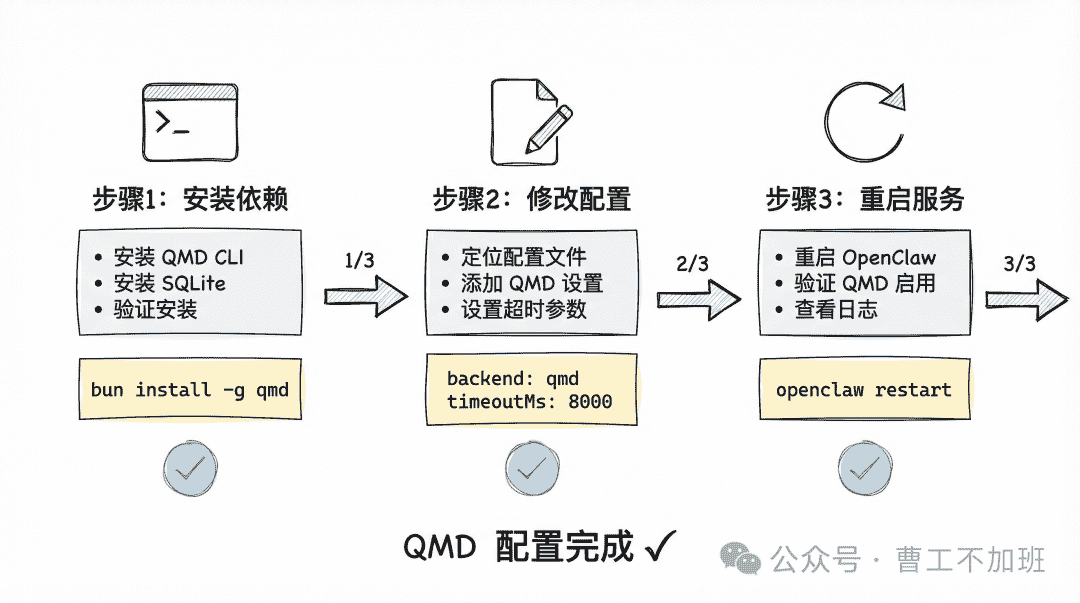 >_
步骤1：安装依赖
• 安装 QMD CLI
• 安装 SQLite
• 验证安装
bun install -g qmd
1/3
步骤2：修改配置
• 定位配置文件
• 添加 QMD 设置
• 设置超时参数
backend: qmd
timeoutMs: 8000
2/3
步骤3：重启服务
• 重启 OpenClaw
• 验证 QMD 启用
• 查看日志
openclaw restart
3/3
QMD 配置完成 ✓
公众号 · 曹工不加班